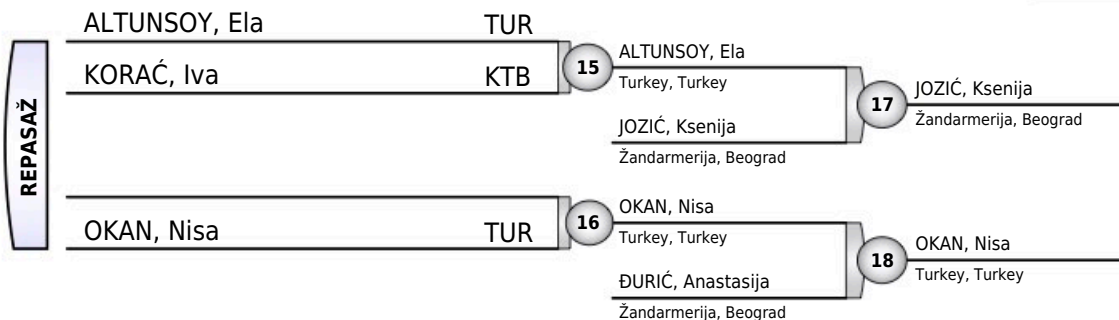 REPASAŽ
ALTUNSOY, Ela TUR
KORAĆ, Iva KTB
15
ALTUNSOY, Ela
Turkey, Turkey
JOZIĆ, Ksenija
Žandarmerija, Beograd
17
JOZIĆ, Ksenija
Žandarmerija, Beograd
OKAN, Nisa TUR
16
OKAN, Nisa
Turkey, Turkey
ĐURIĆ, Anastasija
Žandarmerija, Beograd
18
OKAN, Nisa
Turkey, Turkey